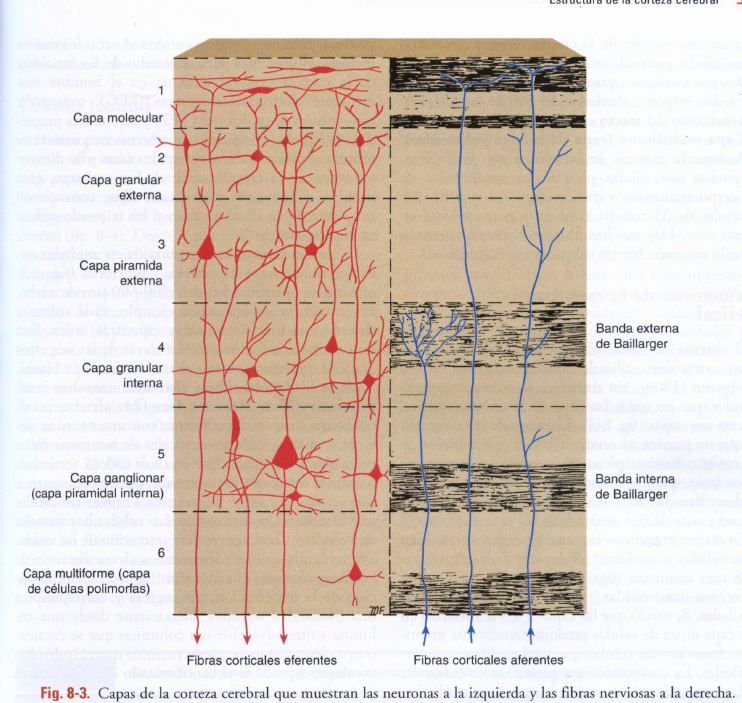 Estructura de la corteza cerebral
1
Capa molecular
2
Capa granular
externa
3
Capa piramida
externa
4
Capa granular
interna
5
Capa ganglionar
(capa piramidal interna)
6
Capa multiforme (capa
de células polimorfas)
Banda externa
de Baillarger
Banda interna
de Baillarger
Fibras corticales eferentes
Fibras corticales aferentes
Fig. 8-3. Capas de la corteza cerebral que muestran las neuronas a la izquierda y las fibras nerviosas a la derecha.